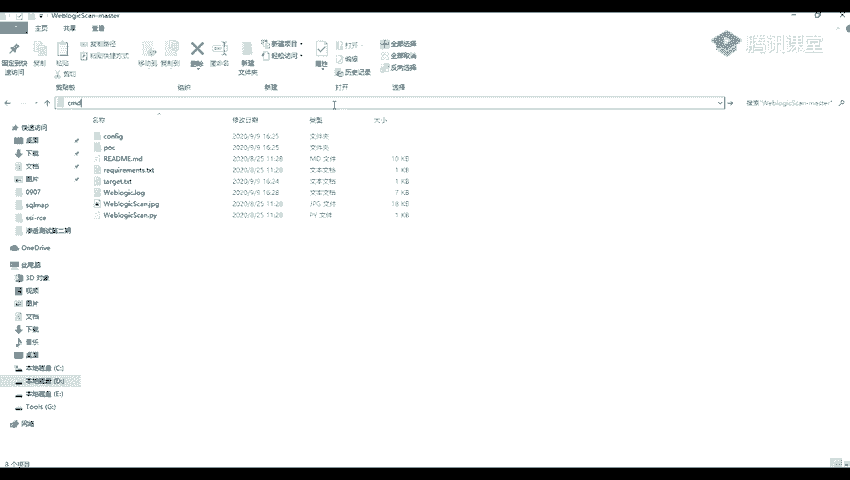 WeblogicScan-master
主页 共享 查看
固定到快速访问
复制
粘贴
复制路径
粘贴快捷方式
剪切
移动到
复制到
删除
重命名
新建文件夹
新建项目
轻松访问
属性
打开
编辑
历史记录
全部选择
全部取消
反向选择
剪贴板 组织 新建 打开 选择
腾讯课堂
cmd
搜索"WeblogicScan-master"
名称 修改日期 类型 大小
config 2020/9/9 16:25 文件夹
poc 2020/9/9 16:25 文件夹
README.md 2020/8/25 11:28 MD 文件 10 KB
requirements.txt 2020/8/25 11:28 文本文档 1 KB
target.txt 2020/9/9 16:24 文本文档 1 KB
Weblogic.log 2020/9/9 16:28 文本文档 7 KB
WeblogicScan.jpg 2020/8/25 11:28 JPG 文件 18 KB
WeblogicScan.py 2020/8/25 11:28 PY 文件 1 KB
快速访问
桌面
下载
文档
图片
0907
sqlmap
ssi-rce
渗透测试第二期
OneDrive
此电脑
3D 对象
视频
图片
文档
下载
音乐
桌面
本地磁盘 (C:)
本地磁盘 (D:)
本地磁盘 (E:)
Tools (G:)
网络
8 个项目